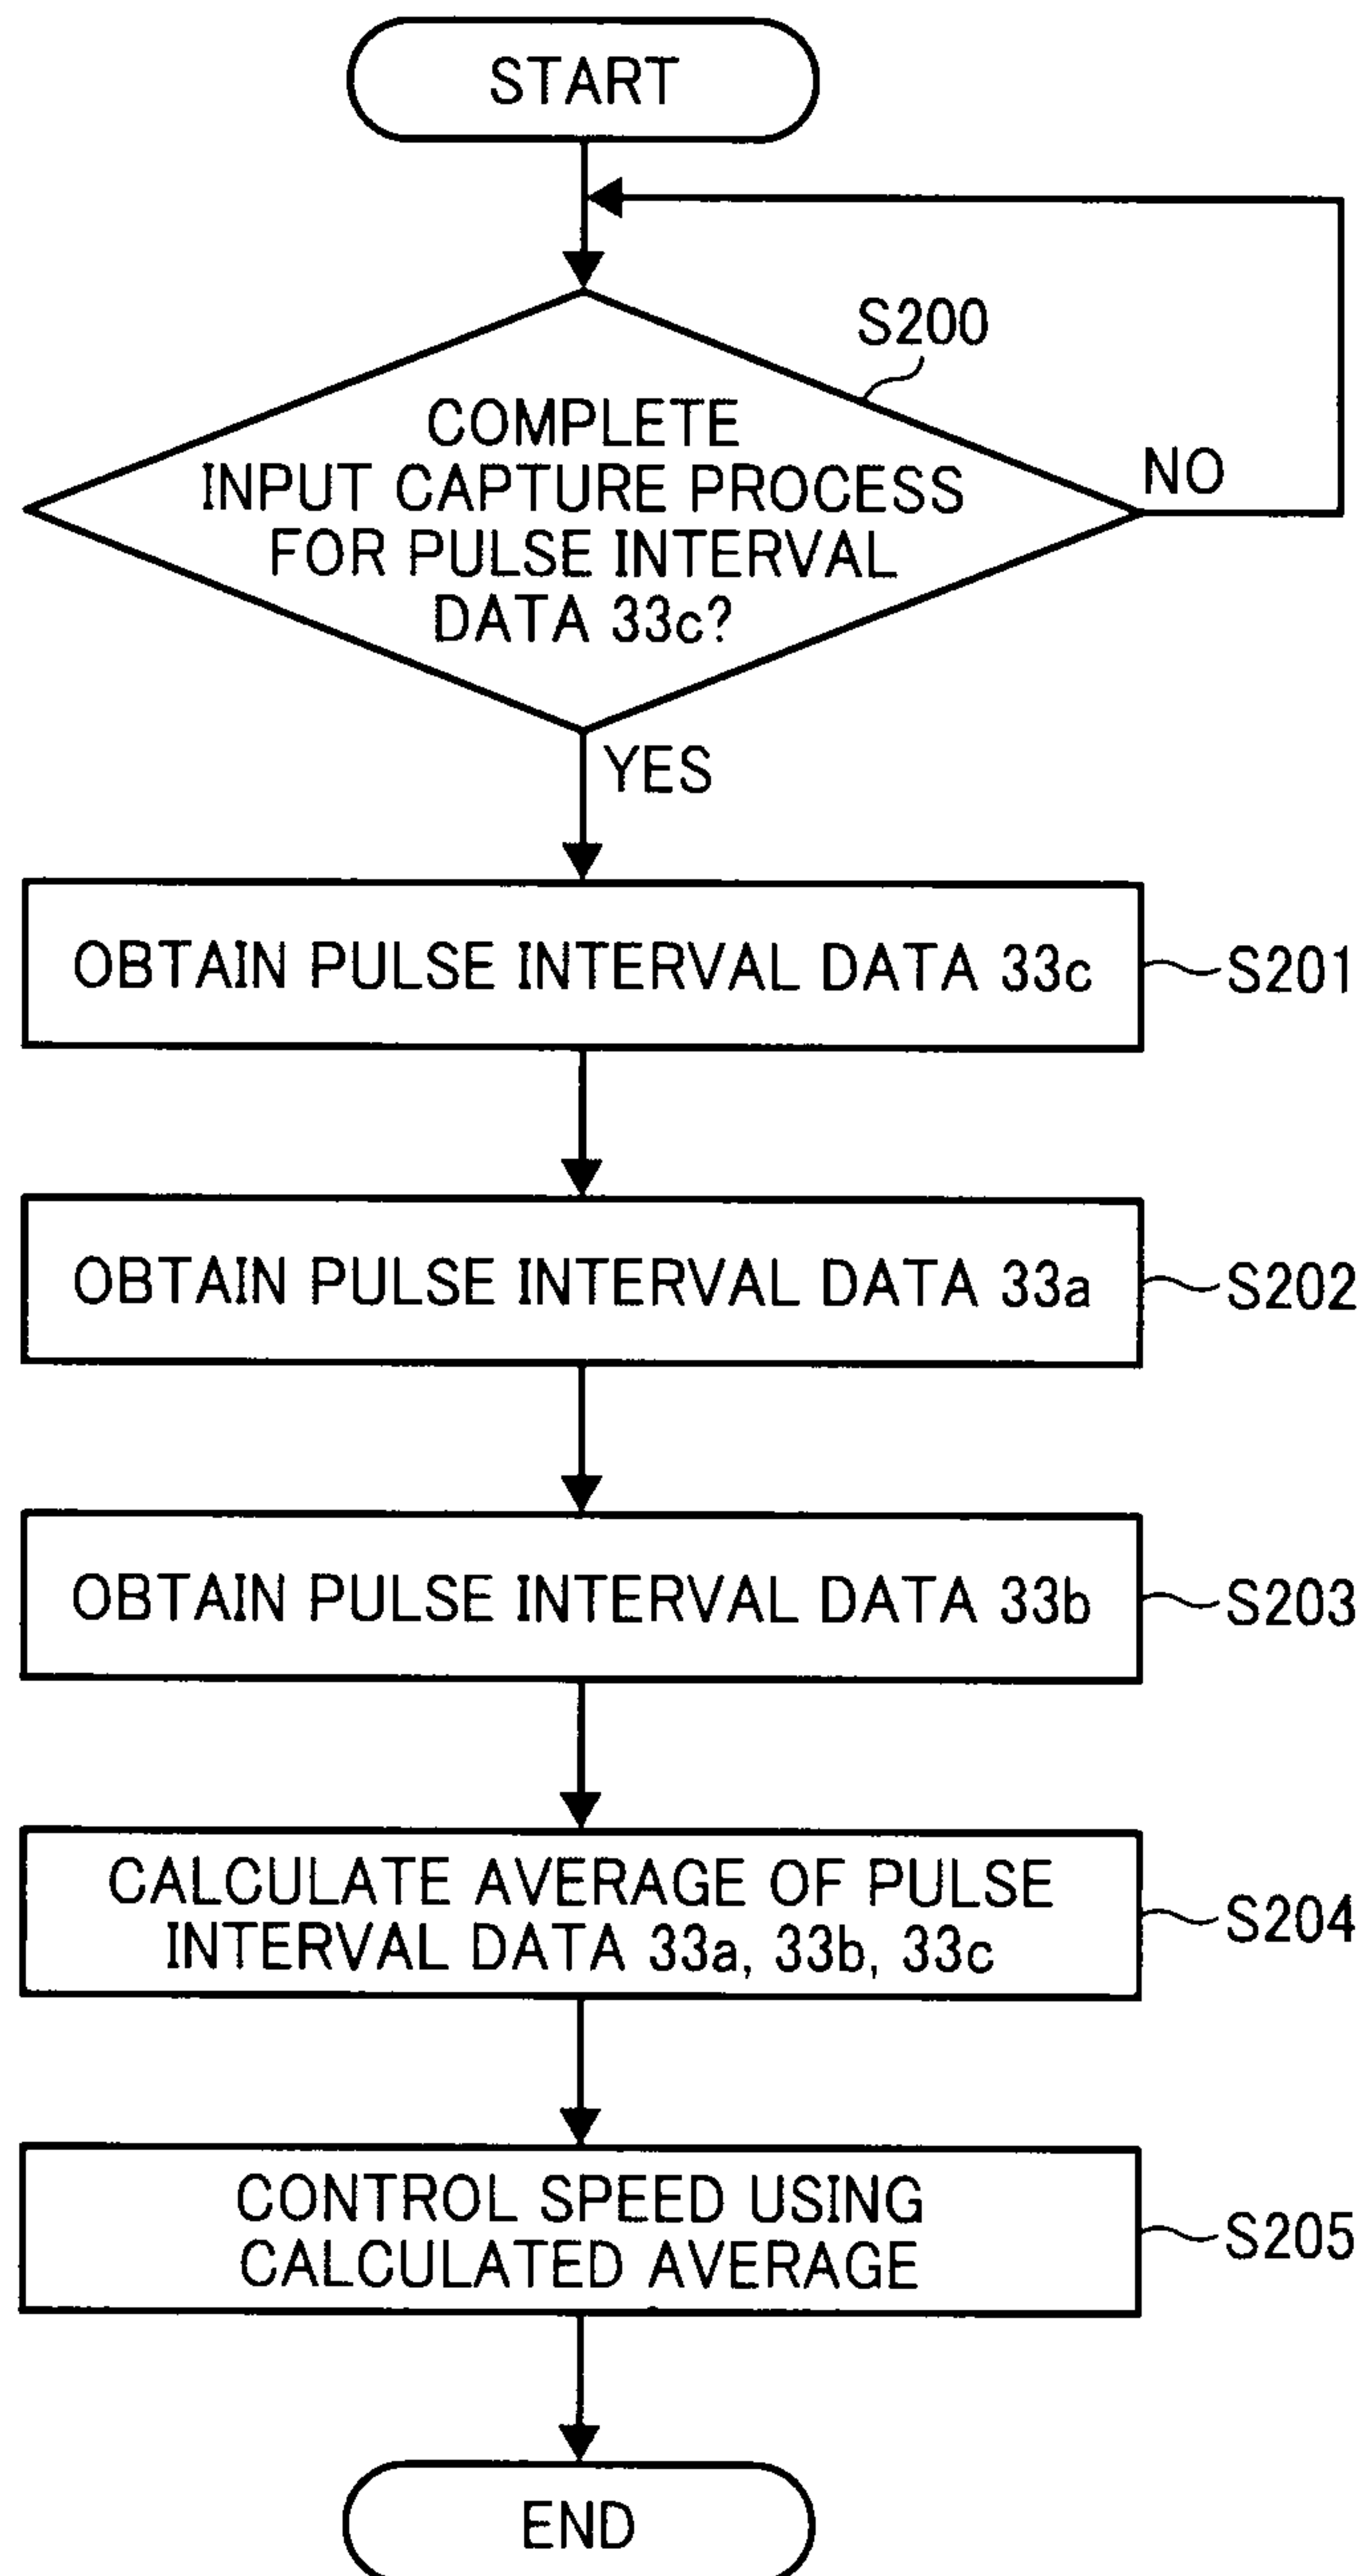 START
S200
COMPLETE
INPUT CAPTURE PROCESS
FOR PULSE INTERVAL
DATA 33c?
NO
YES
OBTAIN PULSE INTERVAL DATA 33c
S201
OBTAIN PULSE INTERVAL DATA 33a
S202
OBTAIN PULSE INTERVAL DATA 33b
S203
CALCULATE AVERAGE OF PULSE
INTERVAL DATA 33a, 33b, 33c
S204
CONTROL SPEED USING
CALCULATED AVERAGE
S205
END